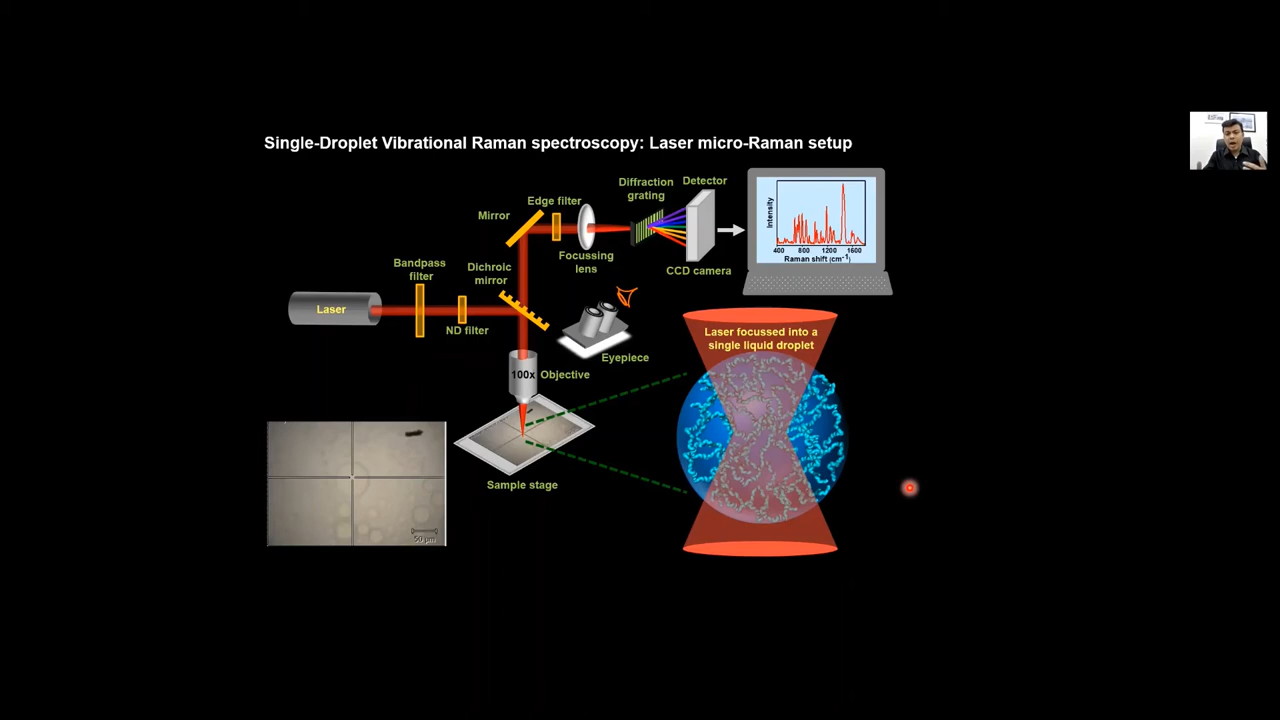 Single-Droplet Vibrational Raman spectroscopy: Laser micro-Raman setup
Diffraction
grating
Detector
Edge filter
Mirror
Focussing
lens
CCD camera
Intensity
400 800 1200 1600
Raman shift (cm-1)
Bandpass
filter
Dichroic
mirror
Laser
ND filter
Eyepiece
100x Objective
Laser focussed into a
single liquid droplet
Sample stage
50 µm